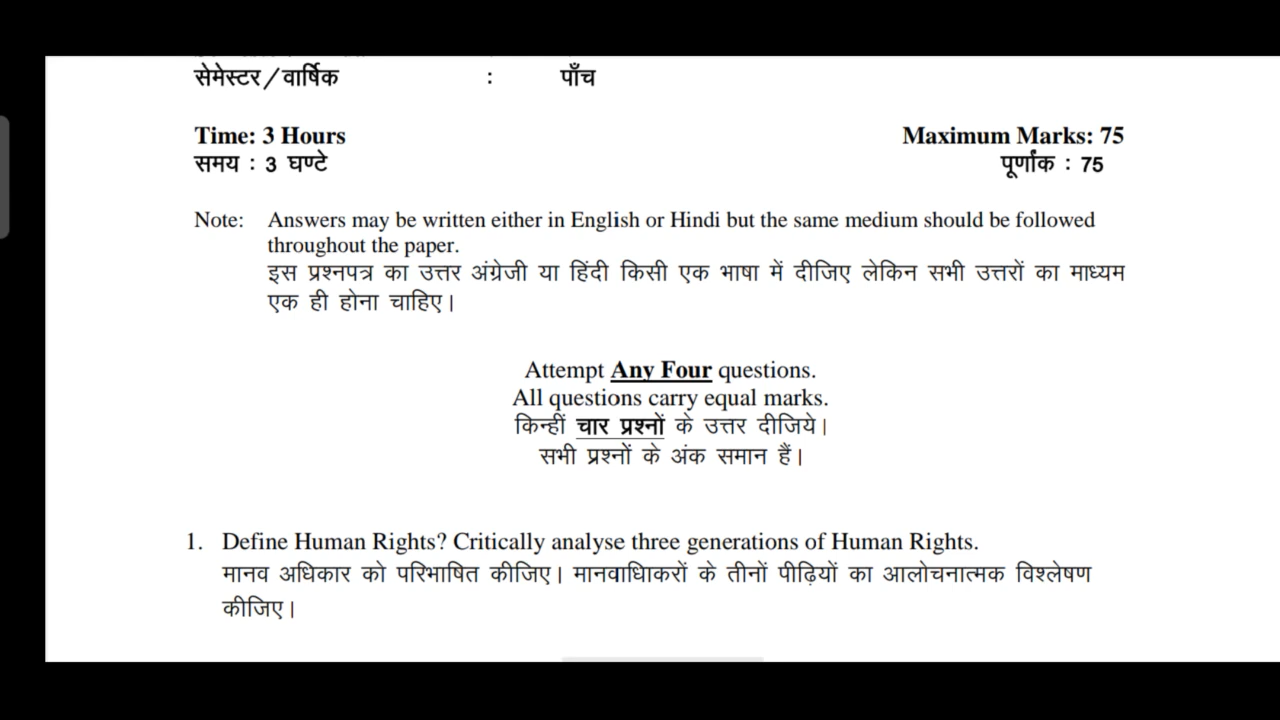 सेमेस्टर/वार्षिक : पाँच
Time: 3 Hours Maximum Marks: 75
समय : 3 घण्टे पूर्णांक : 75
Note: Answers may be written either in English or Hindi but the same medium should be followed
throughout the paper.
इस प्रश्नपत्र का उत्तर अंग्रेजी या हिंदी किसी एक भाषा में दीजिए लेकिन सभी उत्तरों का माध्यम
एक ही होना चाहिए।
Attempt Any Four questions.
All questions carry equal marks.
किन्हीं चार प्रश्नों के उत्तर दीजिये।
सभी प्रश्नों के अंक समान हैं।
1. Define Human Rights? Critically analyse three generations of Human Rights.
मानव अधिकार को परिभाषित कीजिए। मानवाधिाकरों के तीनों पीढ़ियों का आलोचनात्मक विश्लेषण
कीजिए।